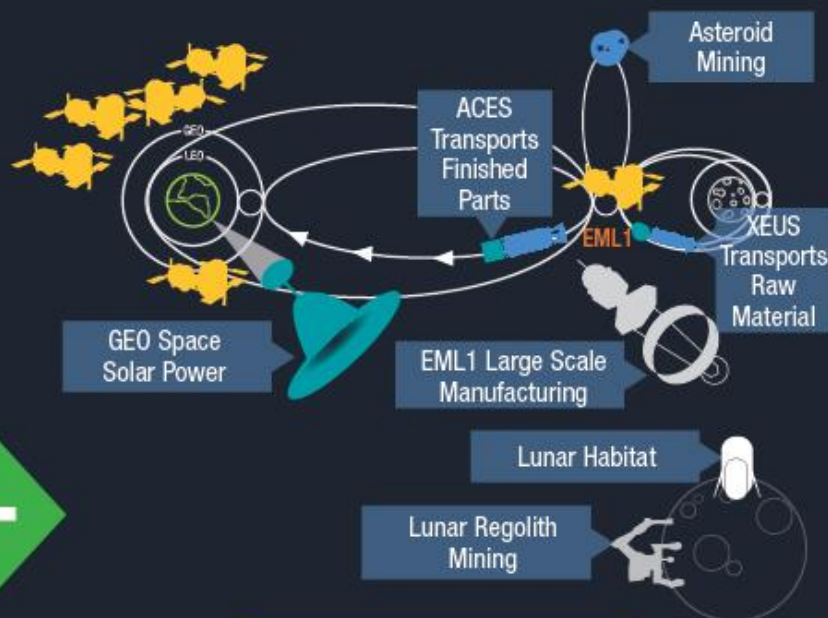 Asteroid
Mining
ACES
Transports
Finished
Parts
GEO
LEO
EML1
XEUS
Transports
Raw
Material
GEO Space
Solar Power
EML1 Large Scale
Manufacturing
Lunar Habitat
Lunar Regolith
Mining